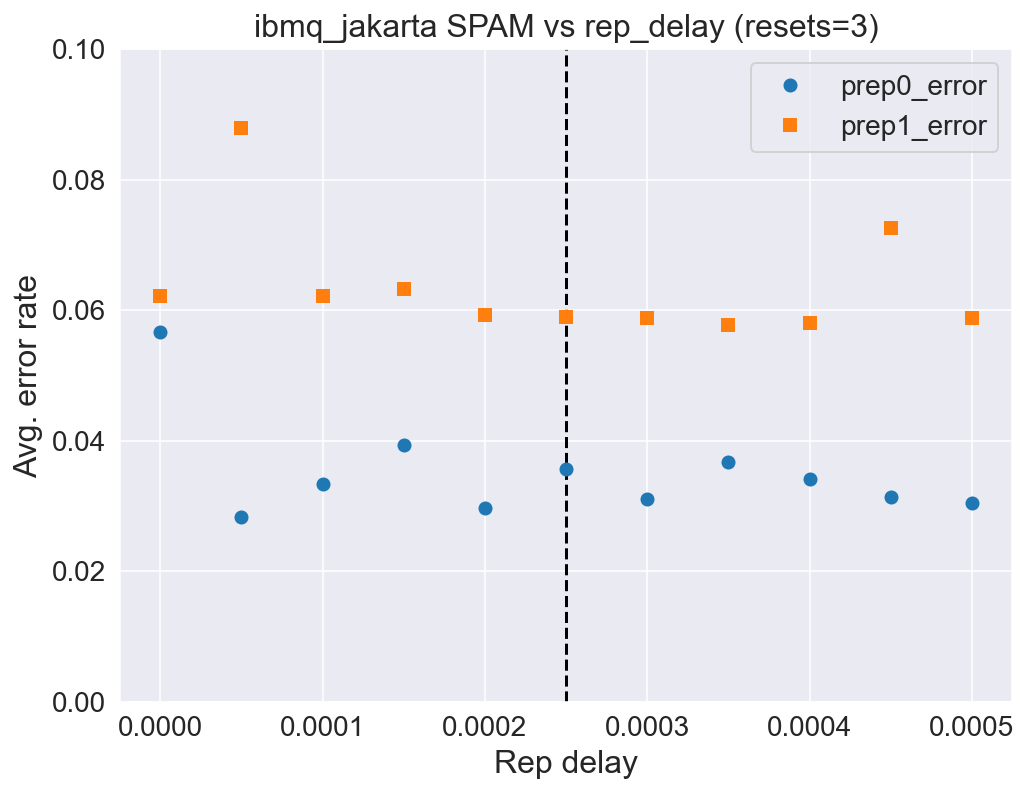 ibmq_jakarta SPAM vs rep_delay (resets=3)
prep0_error
prep1_error
Avg. error rate
0.10
0.08
0.06
0.04
0.02
0.00
0.0000 0.0001 0.0002 0.0003 0.0004 0.0005
Rep delay